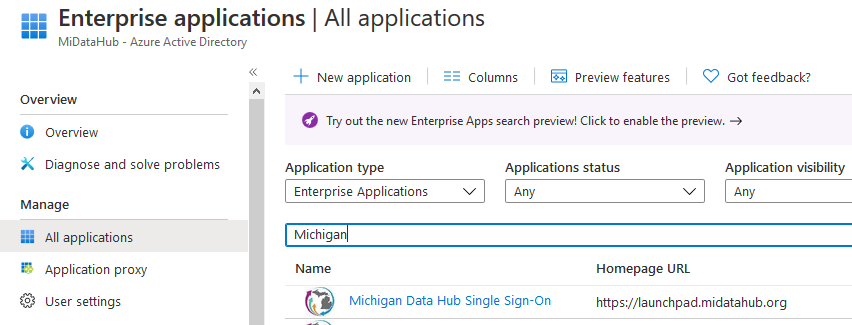 Enterprise applications | All applications
MiDataHub - Azure Active Directory
«
Overview
Overview
Diagnose and solve problems
Manage
All applications
Application proxy
User settings
+ New application
Columns
Preview features
Got feedback?
Try out the new Enterprise Apps search preview! Click to enable the preview. →
Application type
Applications status
Application visibility
Enterprise Applications
Any
Any
Michigan
Name
Homepage URL
Michigan Data Hub Single Sign-On
https://launchpad.midatahub.org